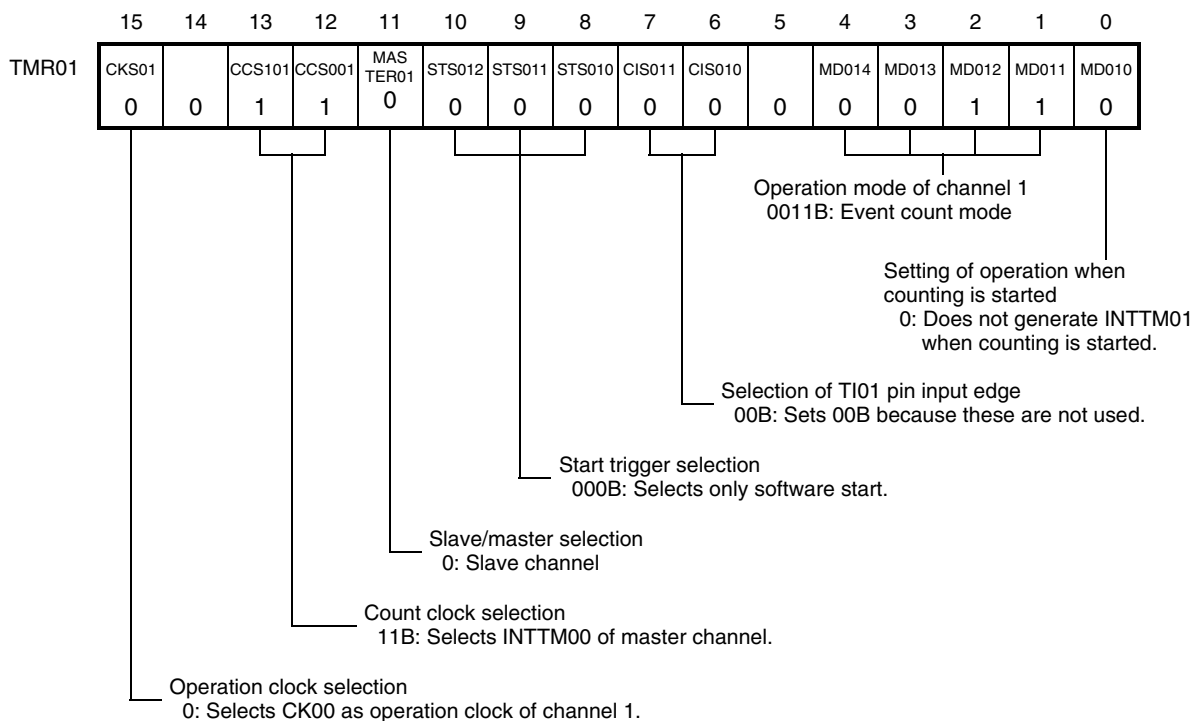 15 14 13 12 11 10 9 8 7 6 5 4 3 2 1 0
TMR01 CKS01 CCS101 CCS001 MAS TER01 STS012 STS011 STS010 CIS011 CIS010 MD014 MD013 MD012 MD011 MD010
0 0 1 1 0 0 0 0 0 0 0 0 0 1 1 0
Operation mode of channel 1
0011B: Event count mode
Setting of operation when
counting is started
0: Does not generate INTTM01
when counting is started.
Selection of TI01 pin input edge
00B: Sets 00B because these are not used.
Start trigger selection
000B: Selects only software start.
Slave/master selection
0: Slave channel
Count clock selection
11B: Selects INTTM00 of master channel.
Operation clock selection
0: Selects CK00 as operation clock of channel 1.